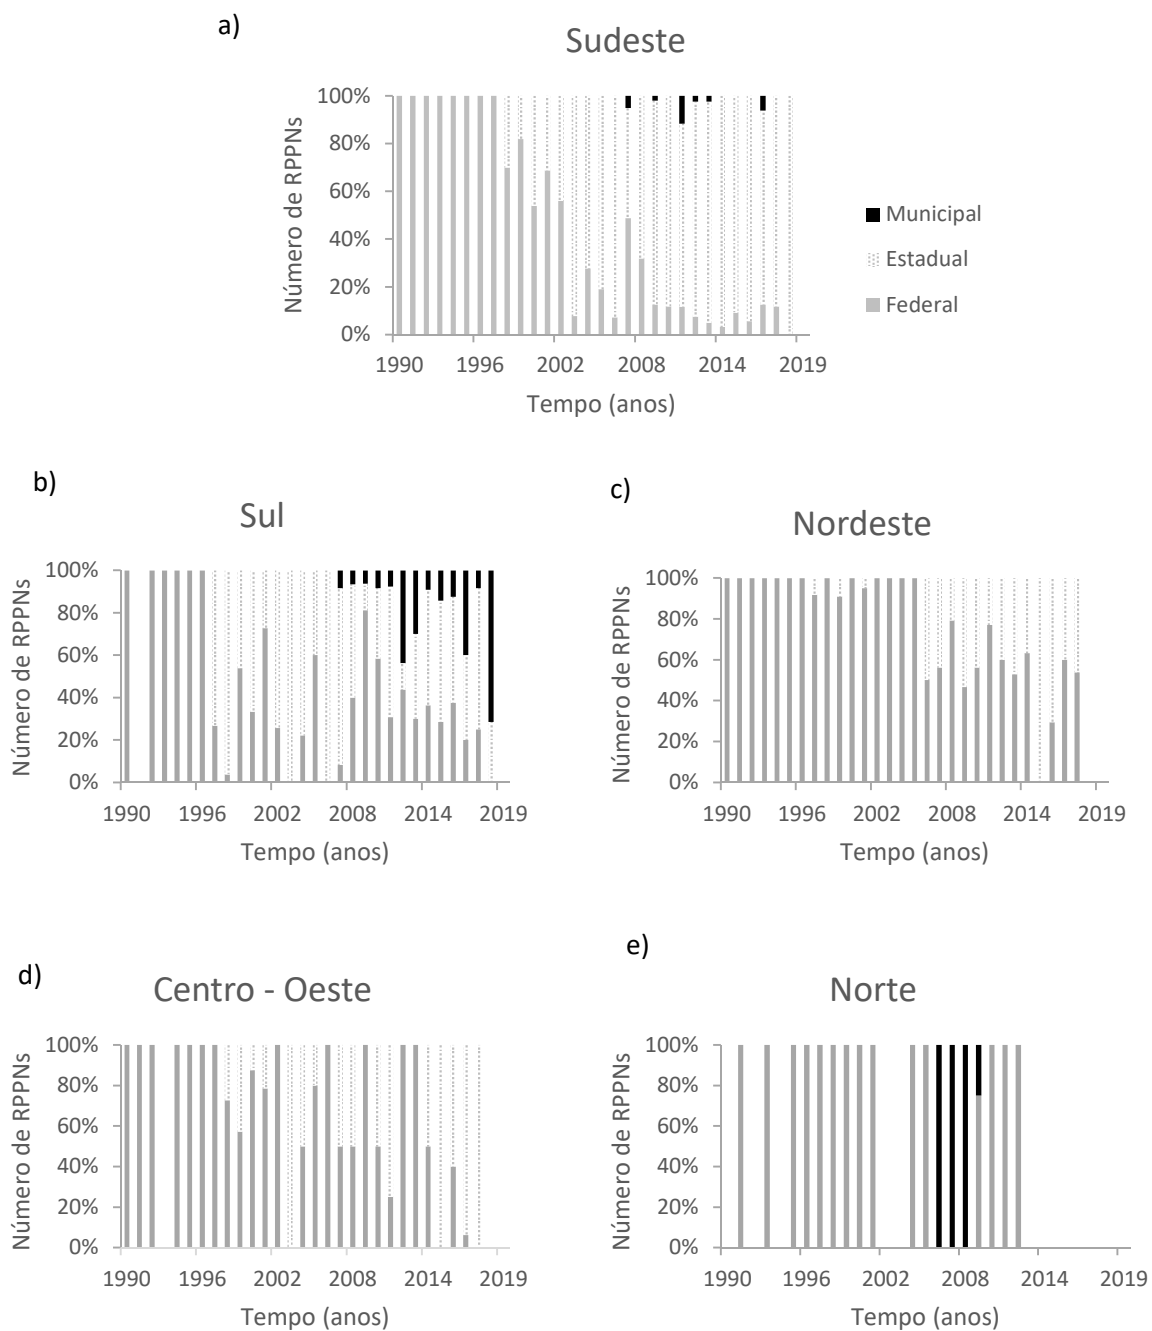 a)
Sudeste
Número de RPPNs
100%
80%
60%
40%
20%
0%
1990 1996 2002 2008 2014 2019
Tempo (anos)
Municipal
Estadual
Federal
b)
Sul
Número de RPPNs
100%
80%
60%
40%
20%
0%
1990 1996 2002 2008 2014 2019
Tempo (anos)
c)
Nordeste
Número de RPPNs
100%
80%
60%
40%
20%
0%
1990 1996 2002 2008 2014 2019
Tempo (anos)
d)
Centro - Oeste
Número de RPPNs
100%
80%
60%
40%
20%
0%
1990 1996 2002 2008 2014 2019
Tempo (anos)
e)
Norte
Número de RPPNs
100%
80%
60%
40%
20%
0%
1990 1996 2002 2008 2014 2019
Tempo (anos)